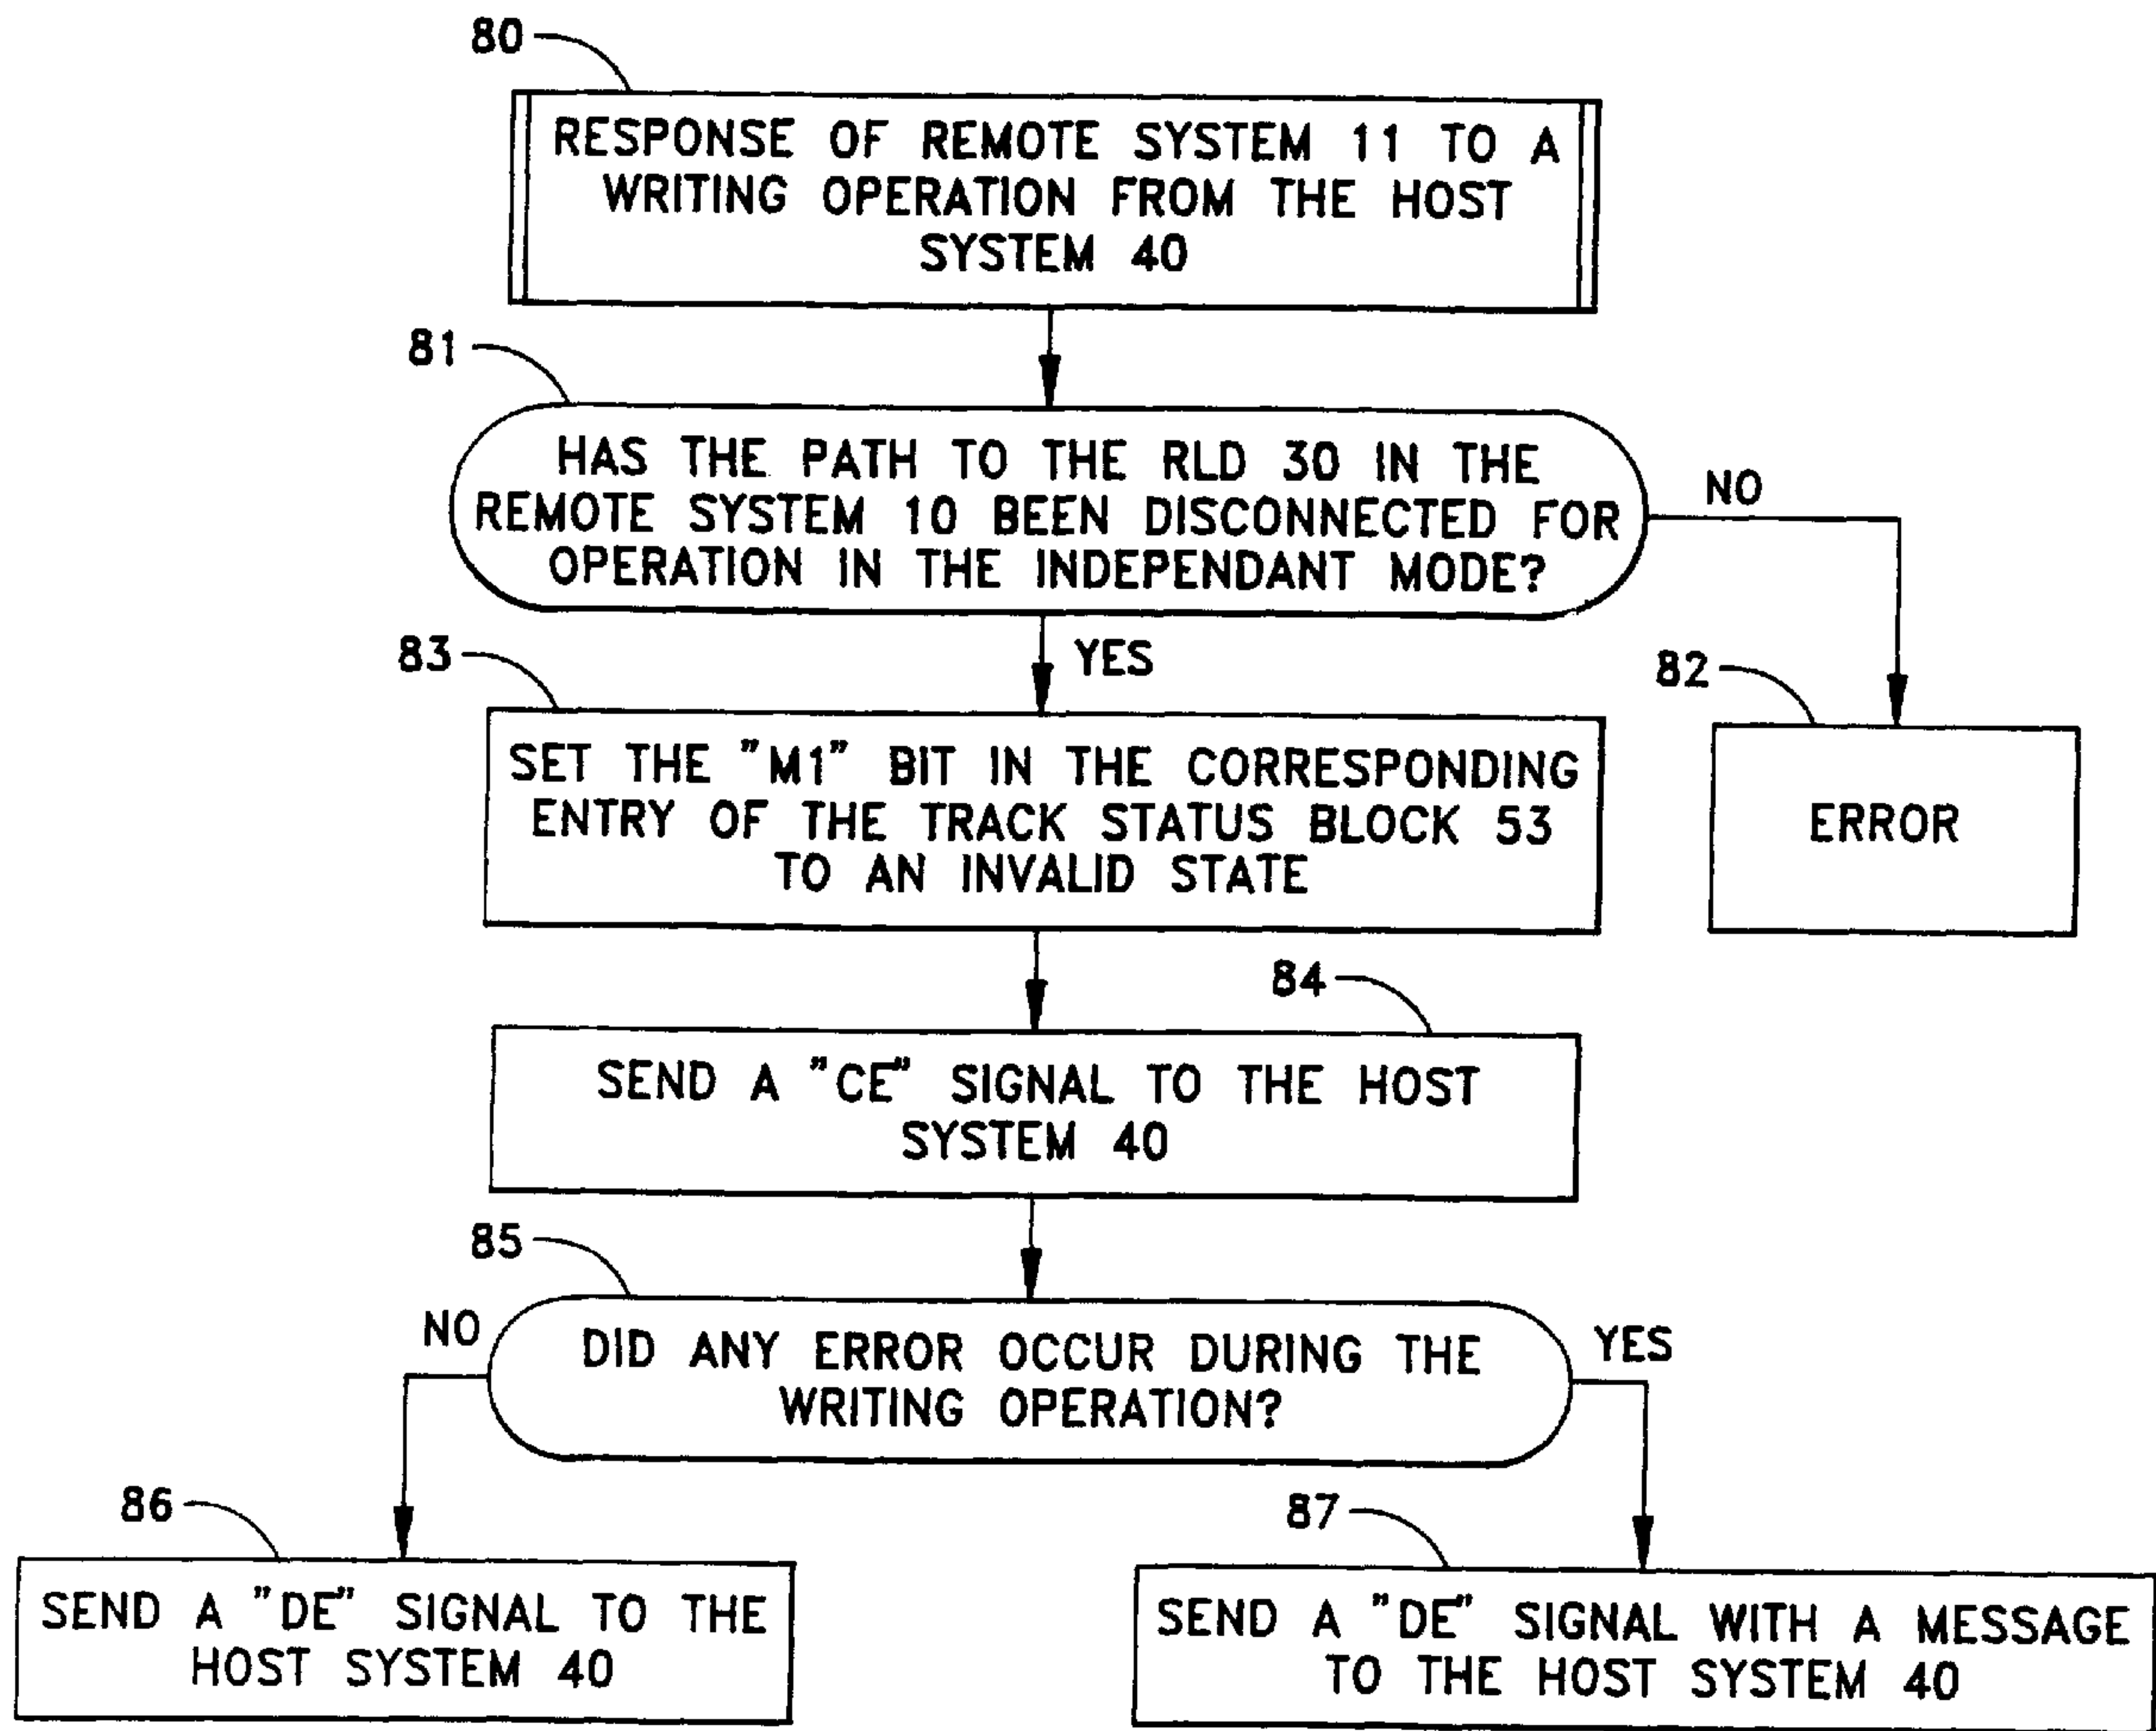 80
RESPONSE OF REMOTE SYSTEM 11 TO A
WRITING OPERATION FROM THE HOST
SYSTEM 40
81
HAS THE PATH TO THE RLD 30 IN THE
REMOTE SYSTEM 10 BEEN DISCONNECTED FOR
OPERATION IN THE INDEPENDANT MODE?
NO
YES
83
82
SET THE "M1" BIT IN THE CORRESPONDING
ENTRY OF THE TRACK STATUS BLOCK 53
TO AN INVALID STATE
ERROR
84
SEND A "CE" SIGNAL TO THE HOST
SYSTEM 40
85
NO
YES
DID ANY ERROR OCCUR DURING THE
WRITING OPERATION?
86
87
SEND A "DE" SIGNAL TO THE
HOST SYSTEM 40
SEND A "DE" SIGNAL WITH A MESSAGE
TO THE HOST SYSTEM 40